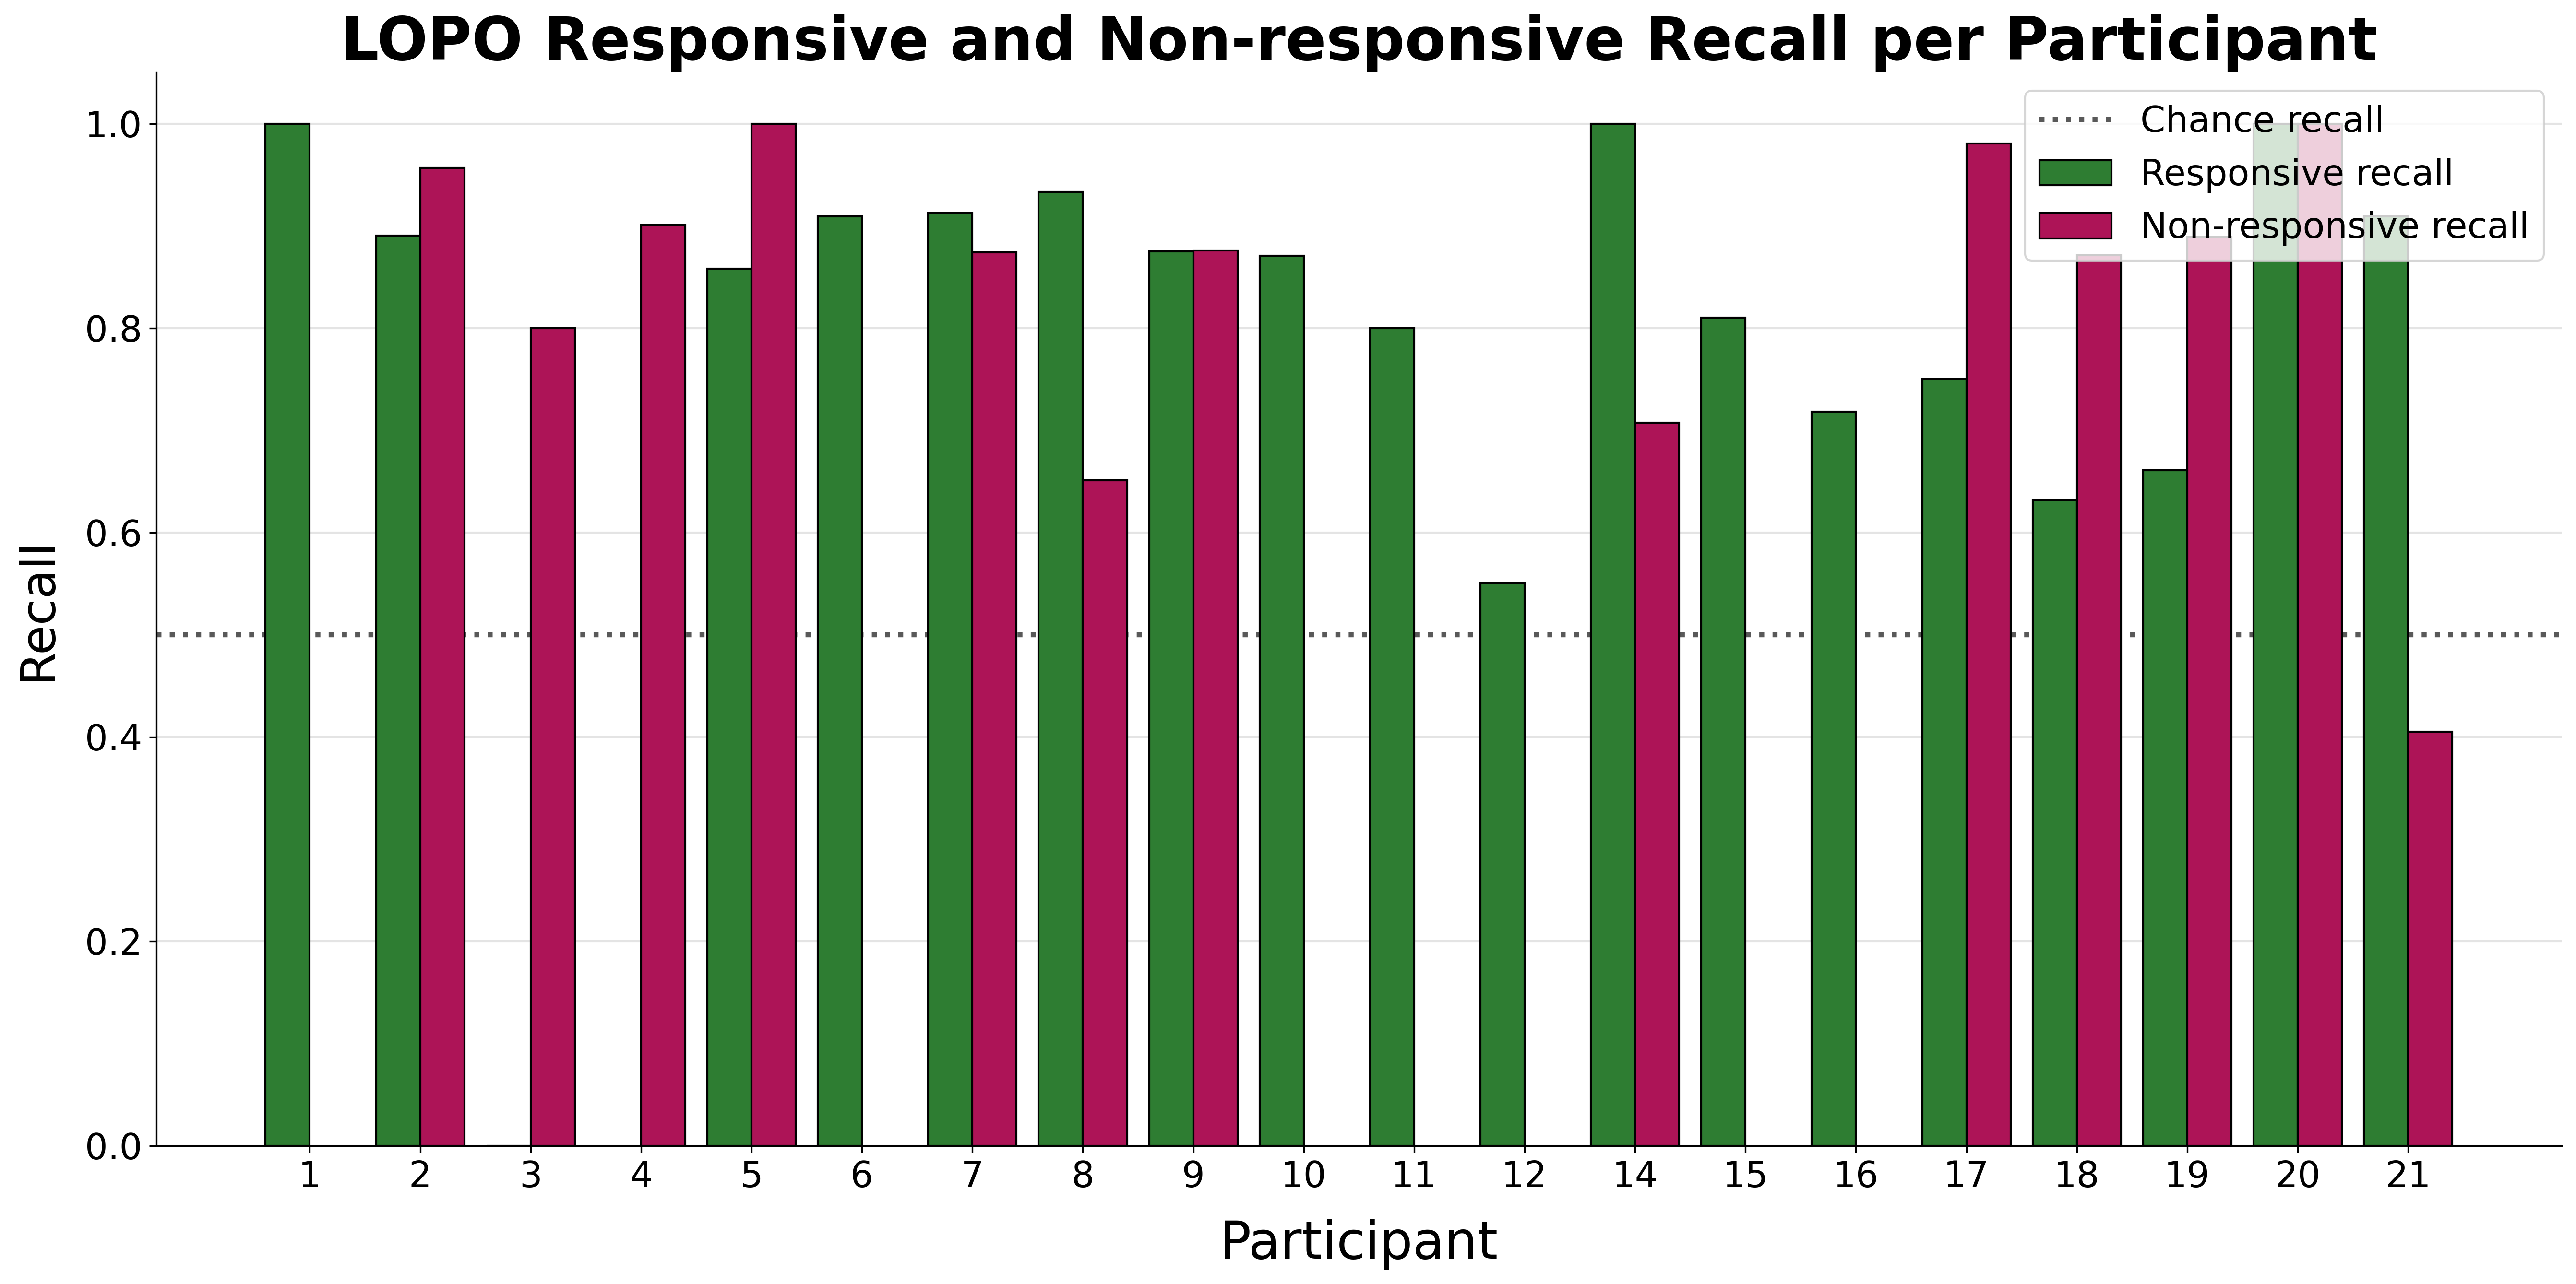 LOPO Responsive and Non-responsive Recall per Participant
Chance recall
Responsive recall
Non-responsive recall
1.0
0.8
0.6
0.4
0.2
0.0
Recall
1 2 3 4 5 6 7 8 9 10 11 12 14 15 16 17 18 19 20 21
Participant